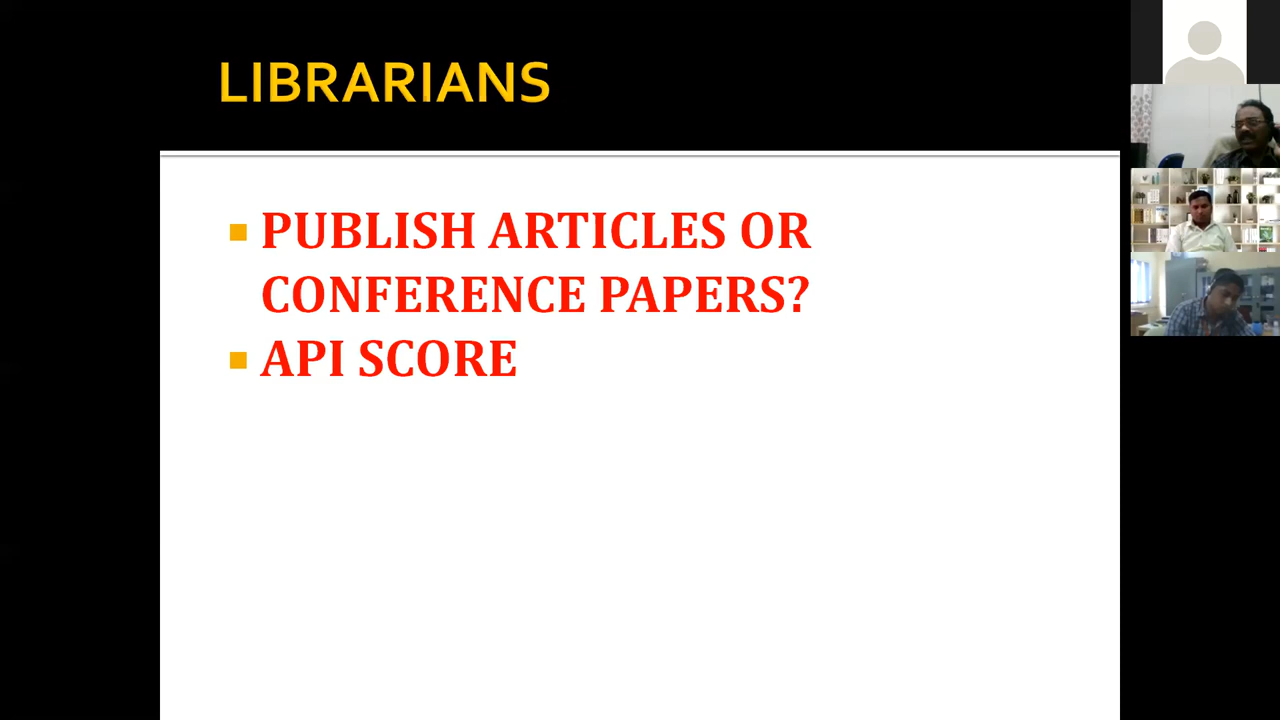 LIBRARIANS
PUBLISH ARTICLES OR
CONFERENCE PAPERS?
API SCORE